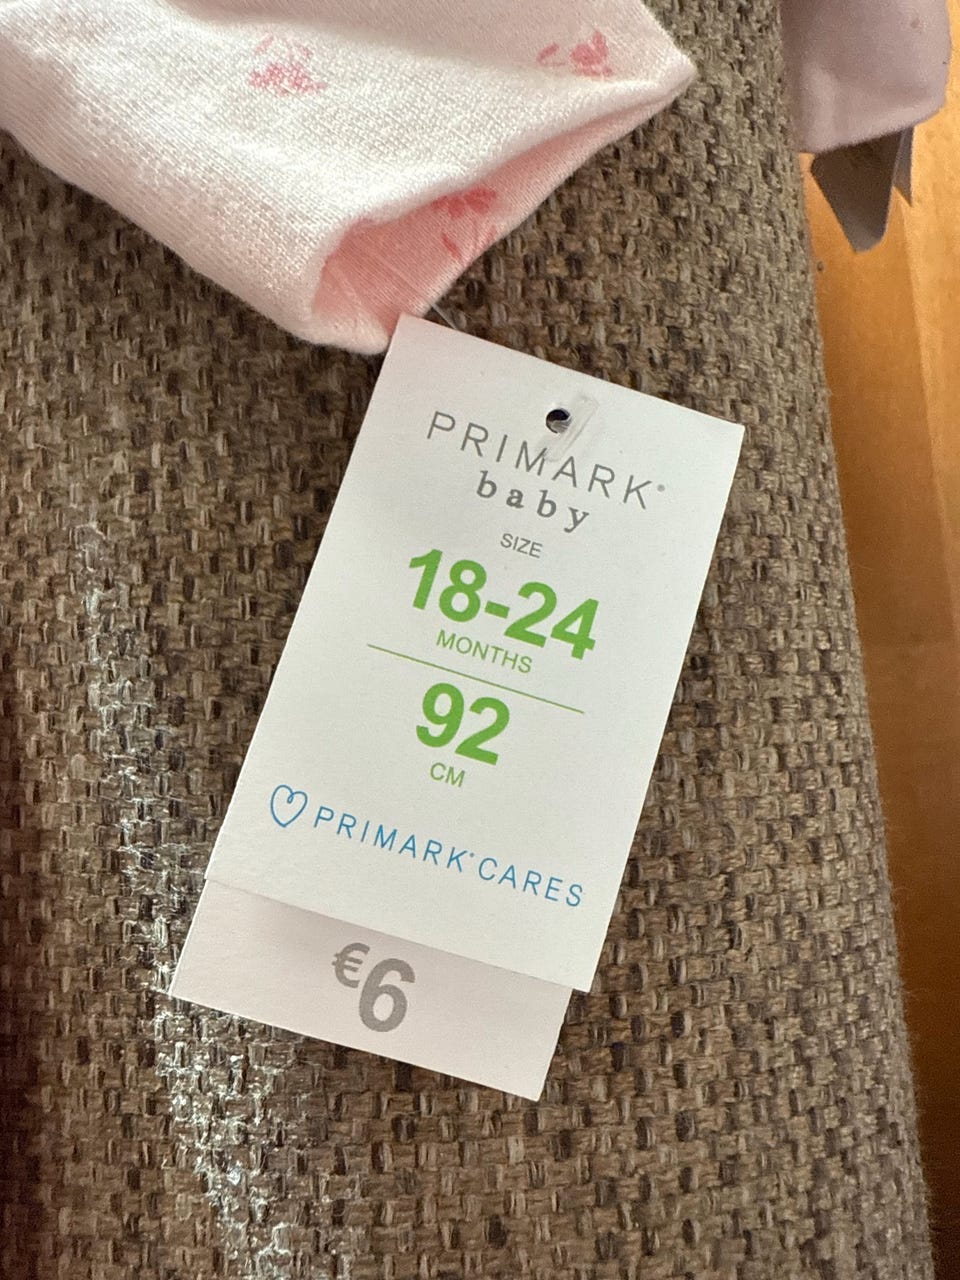 PRIMARK®
baby
SIZE
18-24
MONTHS
92
CM
PRIMARK® CARES
€6